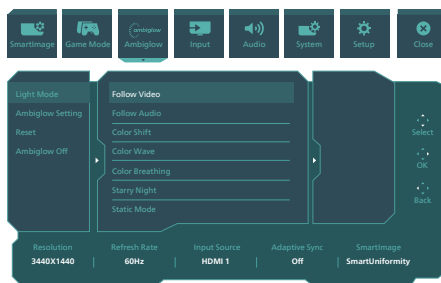 ambiglow
SmartImage Game Mode Ambiglow Input Audio System Setup Close
Light Mode
Ambiglow Setting
Reset
Ambiglow Off
Follow Video
Follow Audio
Color Shift
Color Wave
Color Breathing
Starry Night
Static Mode
Select
OK
Back
Resolution Refresh Rate Input Source Adaptive Sync SmartImage
3440X1440 | 60Hz | HDMI 1 | Off | SmartUniformity